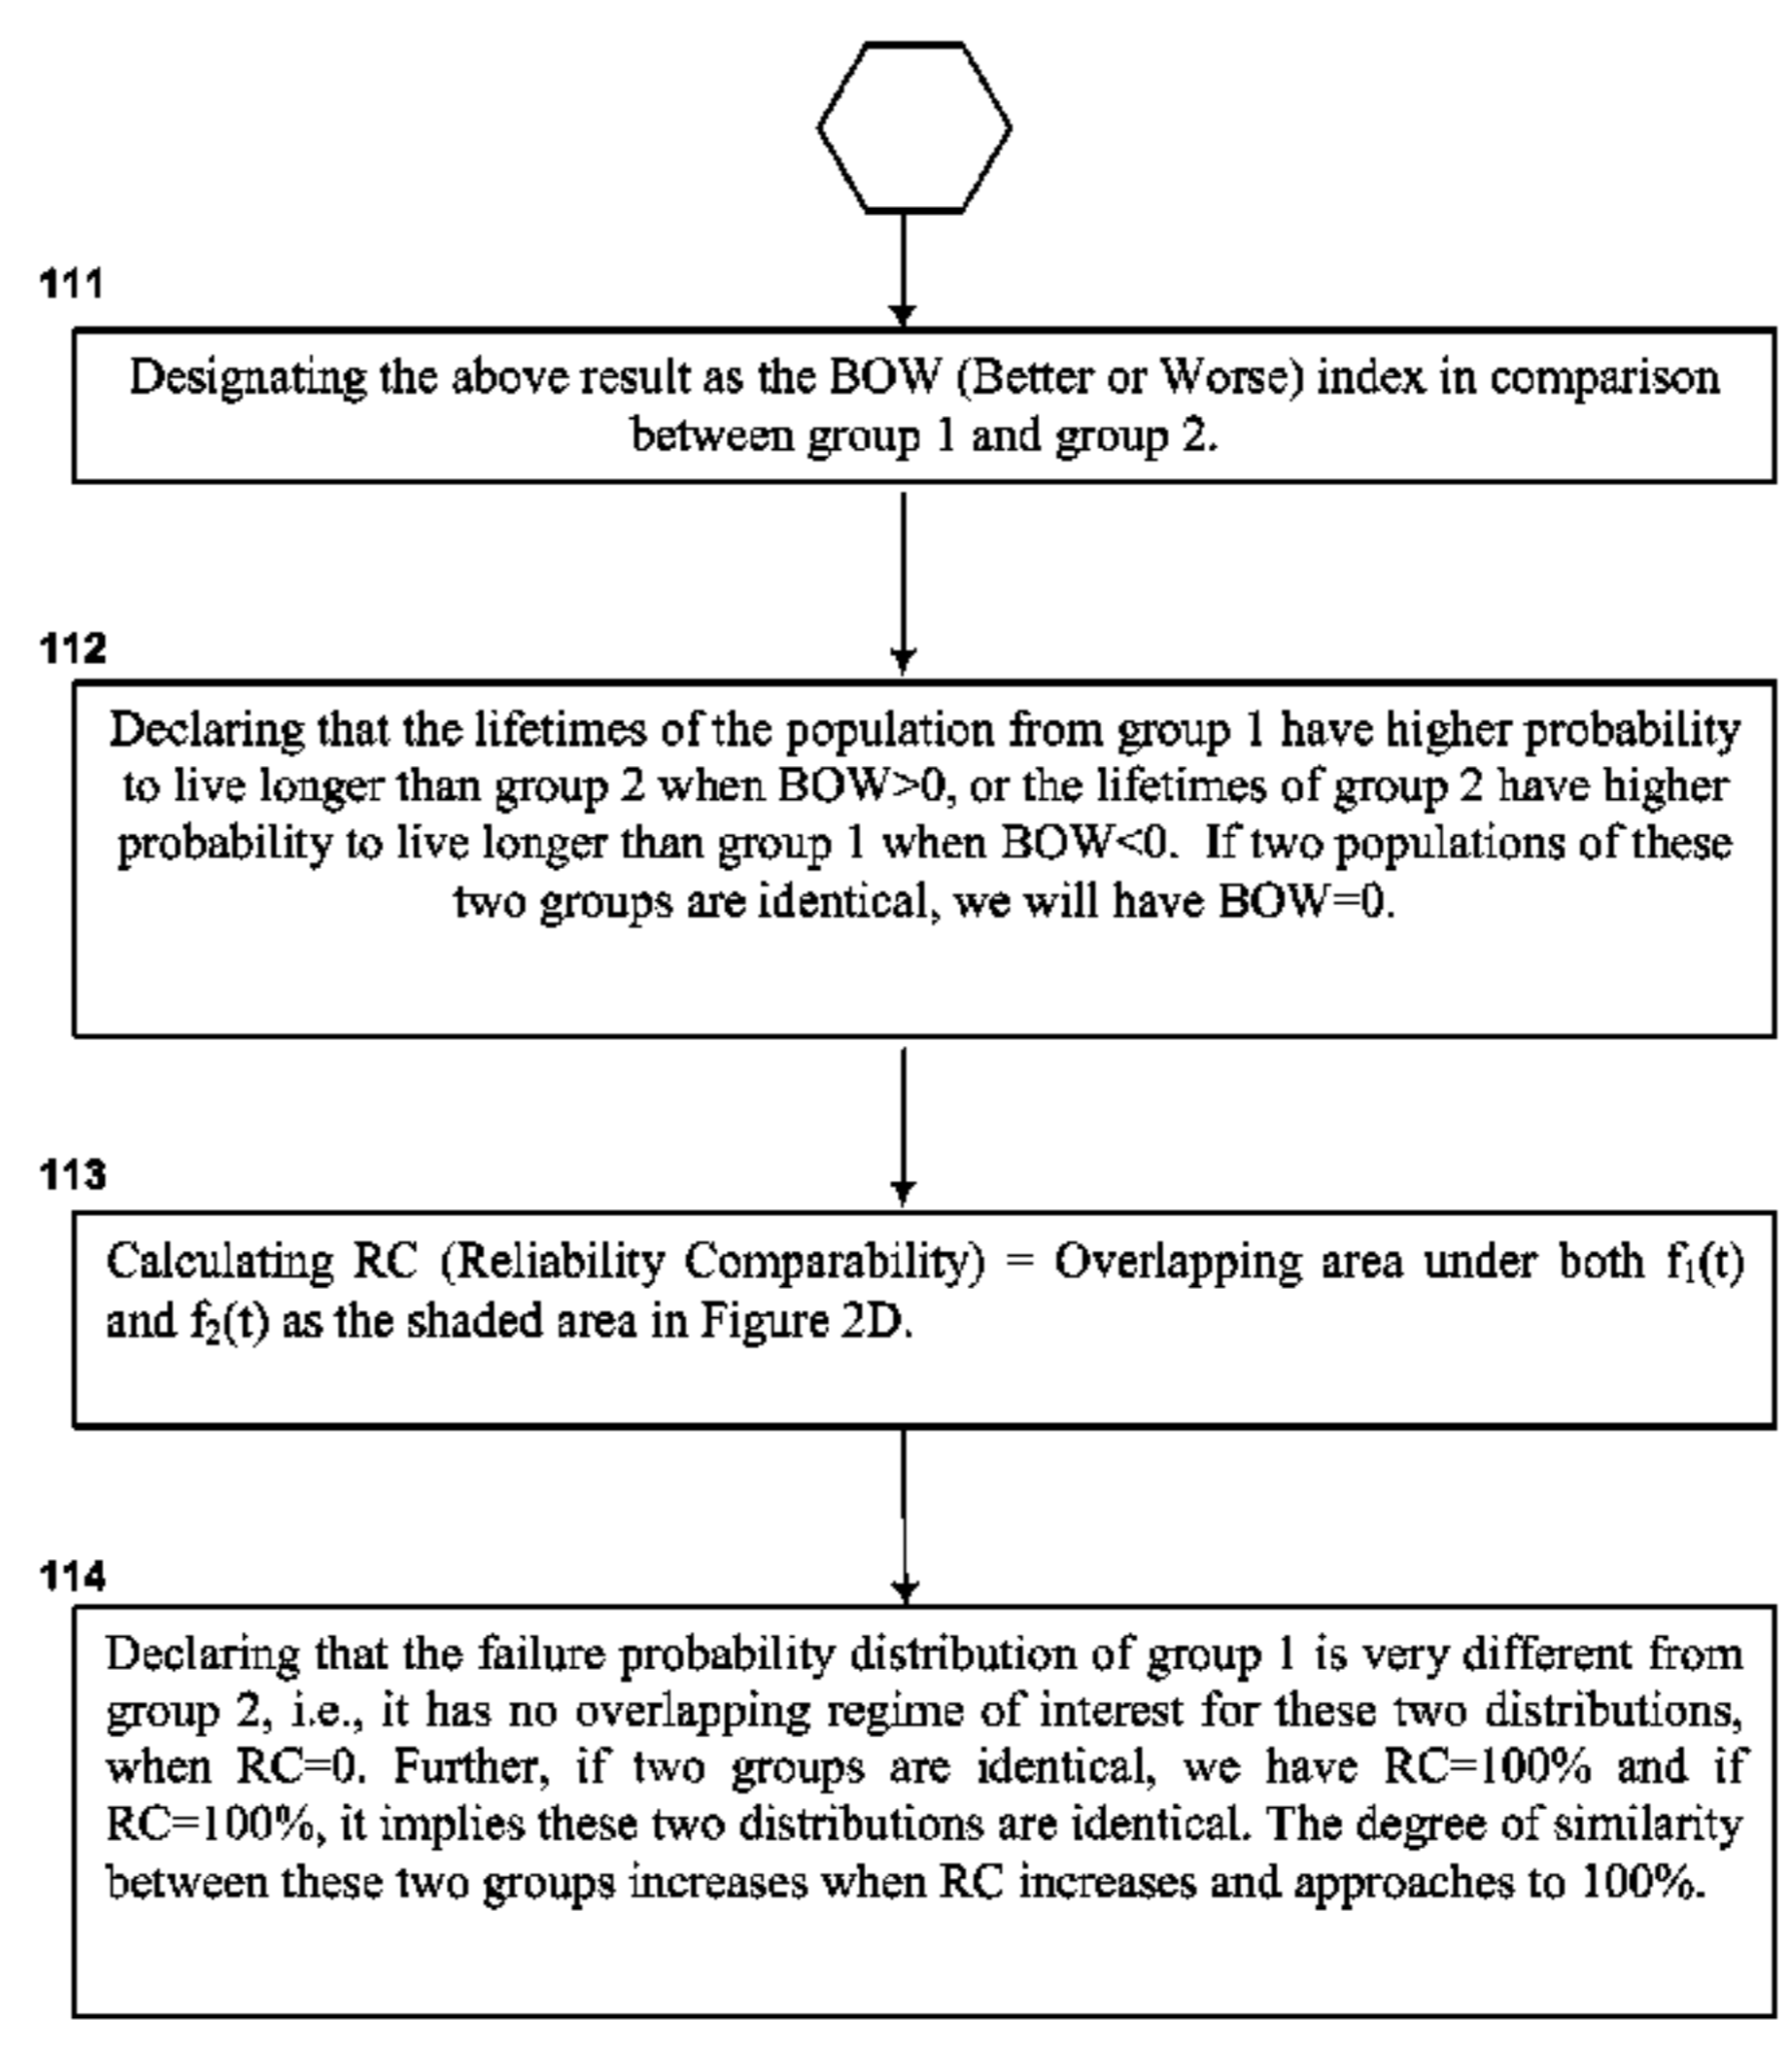 111
Designating the above result as the BOW (Better or Worse) index in comparison
between group 1 and group 2.
112
Declaring that the lifetimes of the population from group 1 have higher probability
to live longer than group 2 when BOW>0, or the lifetimes of group 2 have higher
probability to live longer than group 1 when BOW<0. If two populations of these
two groups are identical, we will have BOW=0.
113
Calculating RC (Reliability Comparability) = Overlapping area under both f₁(t)
and f₂(t) as the shaded area in Figure 2D.
114
Declaring that the failure probability distribution of group 1 is very different from
group 2, i.e., it has no overlapping regime of interest for these two distributions,
when RC=0. Further, if two groups are identical, we have RC=100% and if
RC=100%, it implies these two distributions are identical. The degree of similarity
between these two groups increases when RC increases and approaches to 100%.